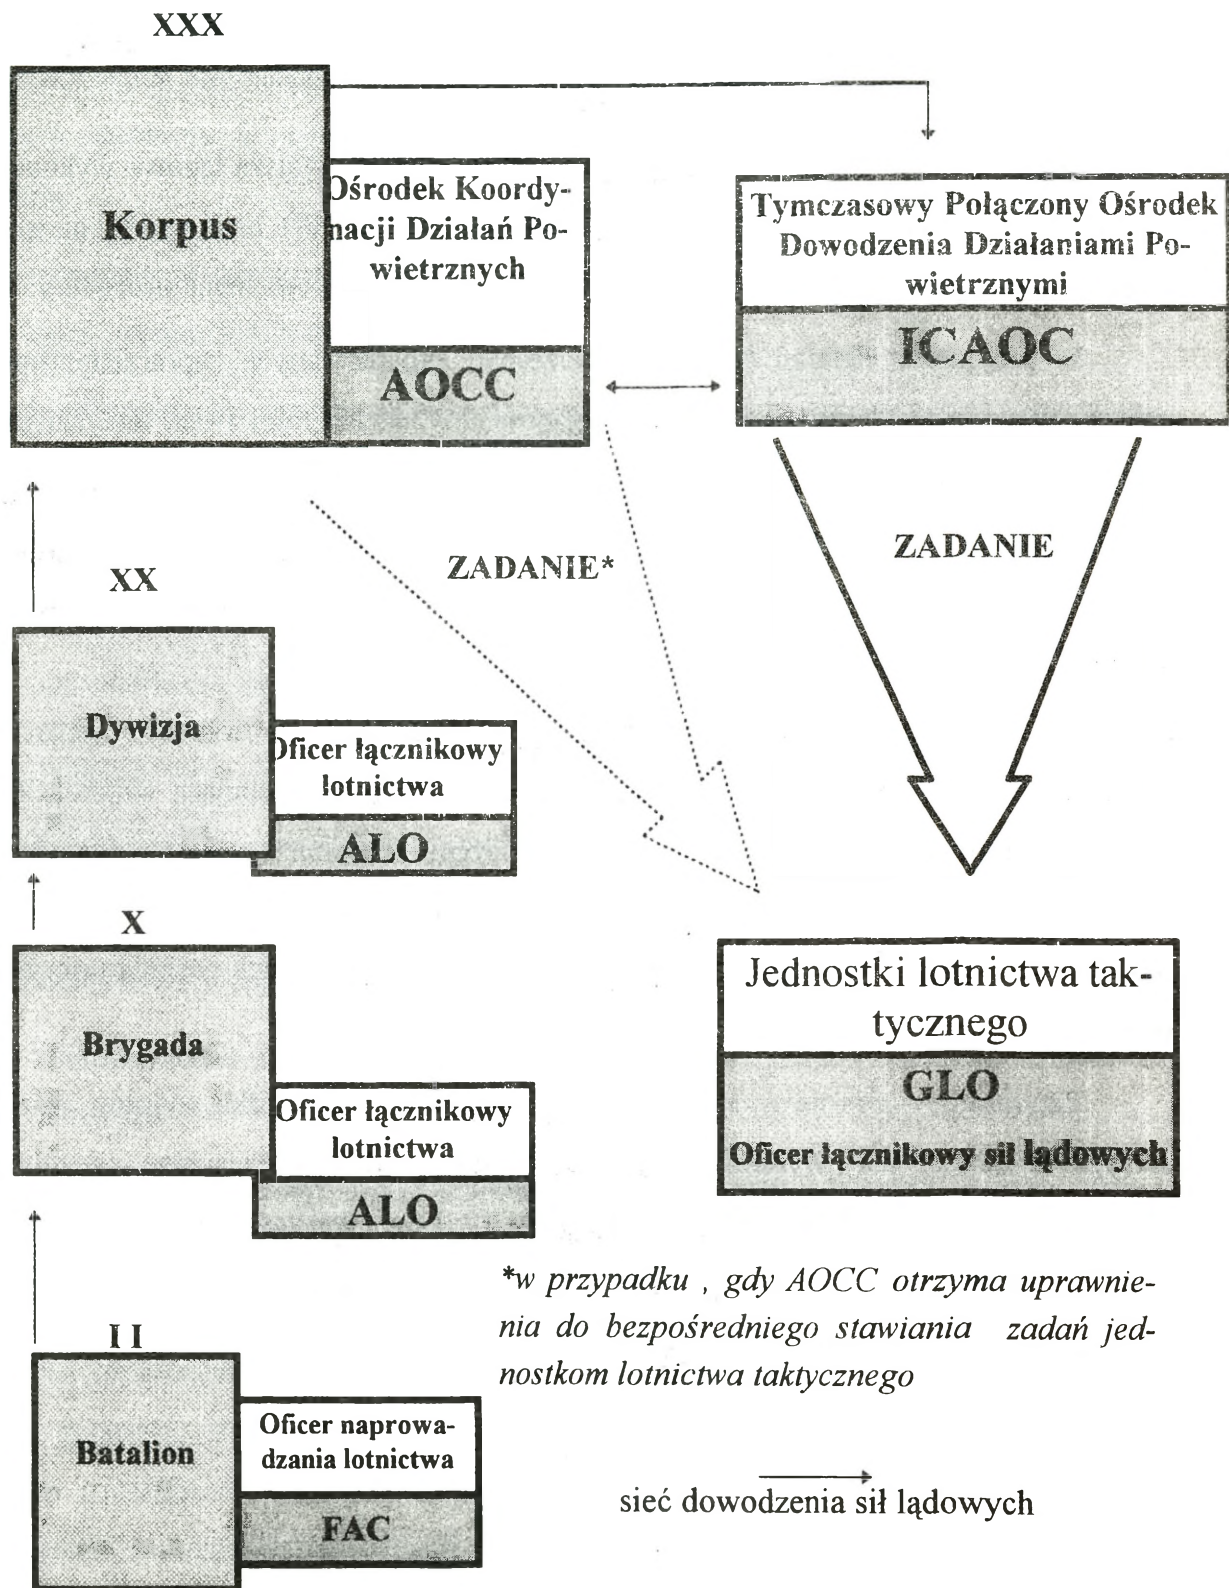 XXX
Korpus
Ośrodek Koordy-
nacji Działań Po-
wietrznych
AOCC
Tymczasowy Połączony Ośrodek
Dowodzenia Działaniami Po-
wietrznymi
ICAOC
ZADANIE*
ZADANIE
XX
Dywizja
Oficer łącznikowy
lotnictwa
ALO
X
Brygada
Oficer łącznikowy
lotnictwa
ALO
Jednostki lotnictwa tak-
tycznego
GLO
Oficer łącznikowy sił lądowych
*w przypadku , gdy AOCC otrzyma uprawnie-
nia do bezpośredniego stawiania zadań jed-
nostkom lotnictwa taktycznego
I I
Batalion
Oficer naprowa-
dzania lotnictwa
FAC
sieć dowodzenia sił lądowych